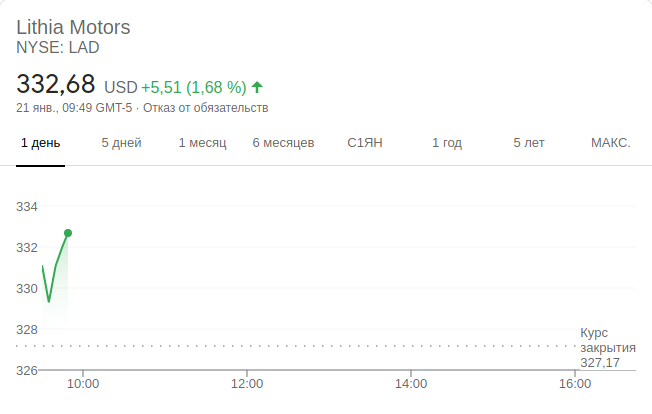 Lithia Motors
NYSE: LAD
332,68 USD +5,51 (1,68 %)
21 янв., 09:49 GMT-5 · Отказ от обязательств
1 день 5 дней 1 месяц 6 месяцев С1ЯН 1 год 5 лет МАКС.
334
332
330
328
326
Курс
закрытия
327,17
10:00 12:00 14:00 16:00